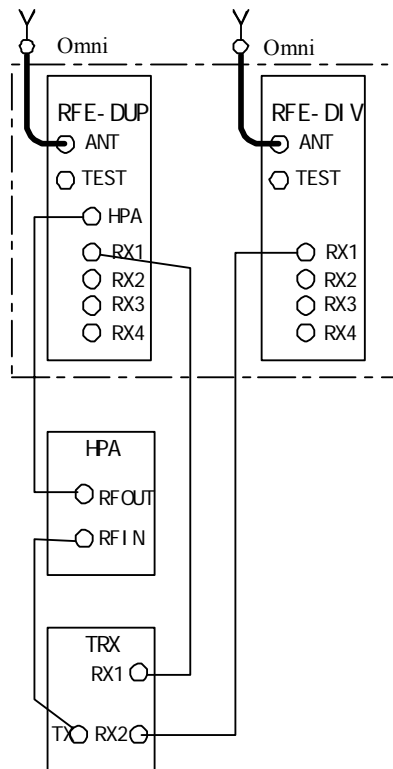 Omni
Omni
RFE-DUP
ANT
TEST
HPA
RX1
RX2
RX3
RX4
RFE-DIV
ANT
TEST
RX1
RX2
RX3
RX4
HPA
RFOUT
RFIN
TRX
RX1
TX RX2